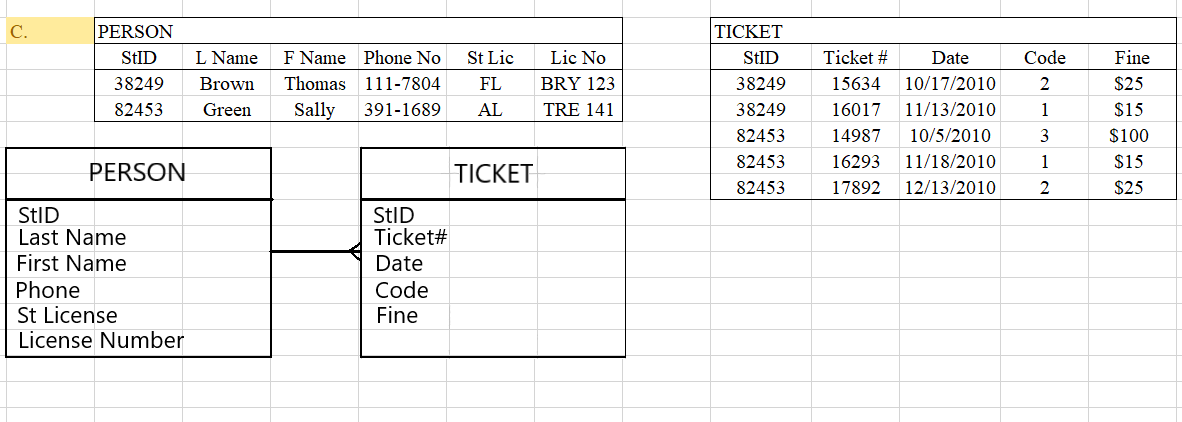 C.
PERSON
StID L Name F Name Phone No St Lic Lic No
38249 Brown Thomas 111-7804 FL BRY 123
82453 Green Sally 391-1689 AL TRE 141
TICKET
StID Ticket # Date Code Fine
38249 15634 10/17/2010 2 $25
38249 16017 11/13/2010 1 $15
82453 14987 10/5/2010 3 $100
82453 16293 11/18/2010 1 $15
82453 17892 12/13/2010 2 $25
PERSON
StID
Last Name
First Name
Phone
St License
License Number
TICKET
StID
Ticket#
Date
Code
Fine